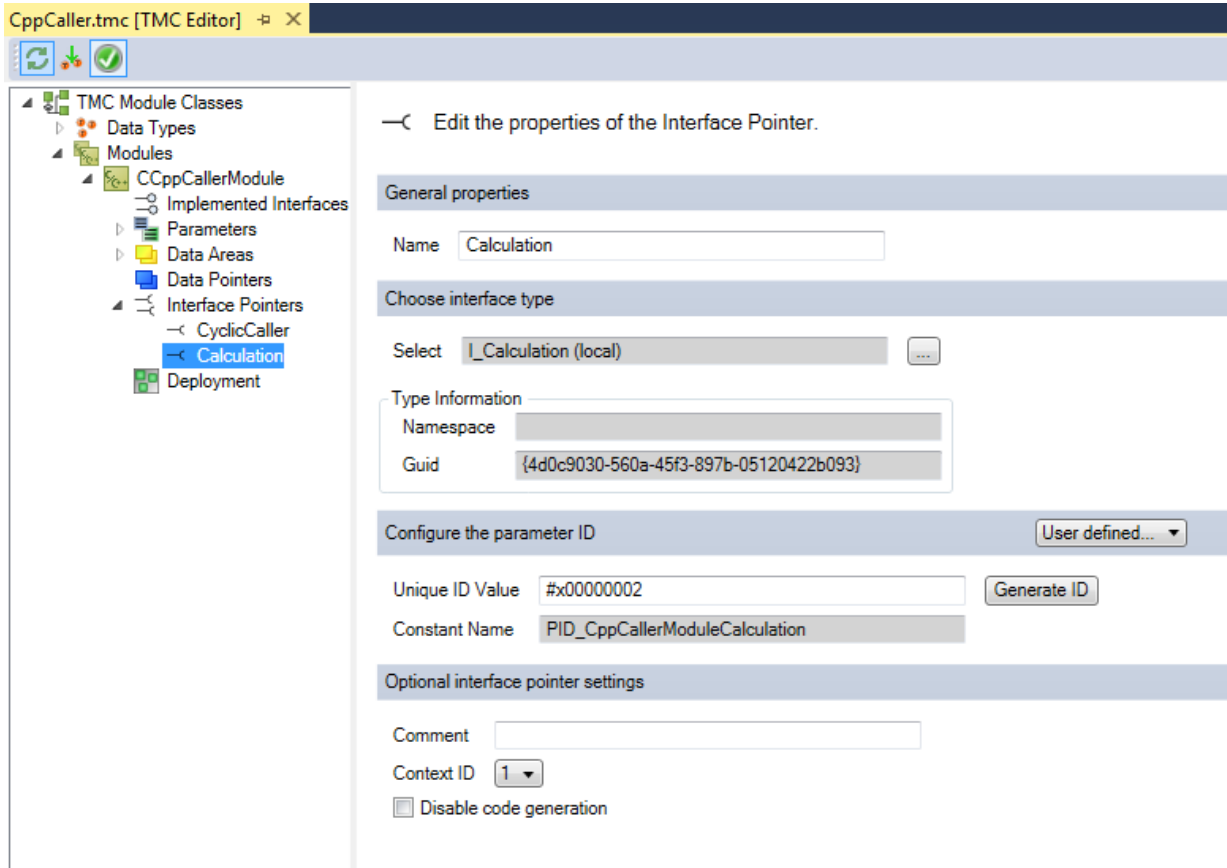 CppCaller.tmc [TMC Editor]
TMC Module Classes
Data Types
Modules
CCppCallerModule
Implemented Interfaces
Parameters
Data Areas
Data Pointers
Interface Pointers
CyclicCaller
Calculation
Deployment
Edit the properties of the Interface Pointer.
General properties
Name Calculation
Choose interface type
Select I_Calculation (local) ...
Type Information
Namespace
Guid {4d0c9030-560a-45f3-897b-05120422b093}
Configure the parameter ID User defined...
Unique ID Value #x00000002 Generate ID
Constant Name PID_CppCallerModuleCalculation
Optional interface pointer settings
Comment
Context ID 1
Disable code generation